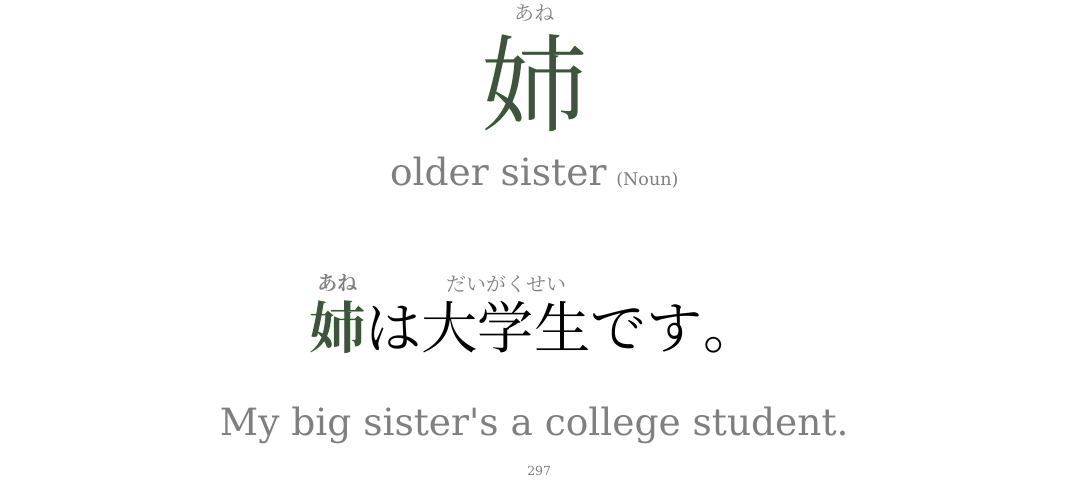 あね
姉
older sister (Noun)
あね だいがくせい
姉は大学生です。
My big sister's a college student.
297